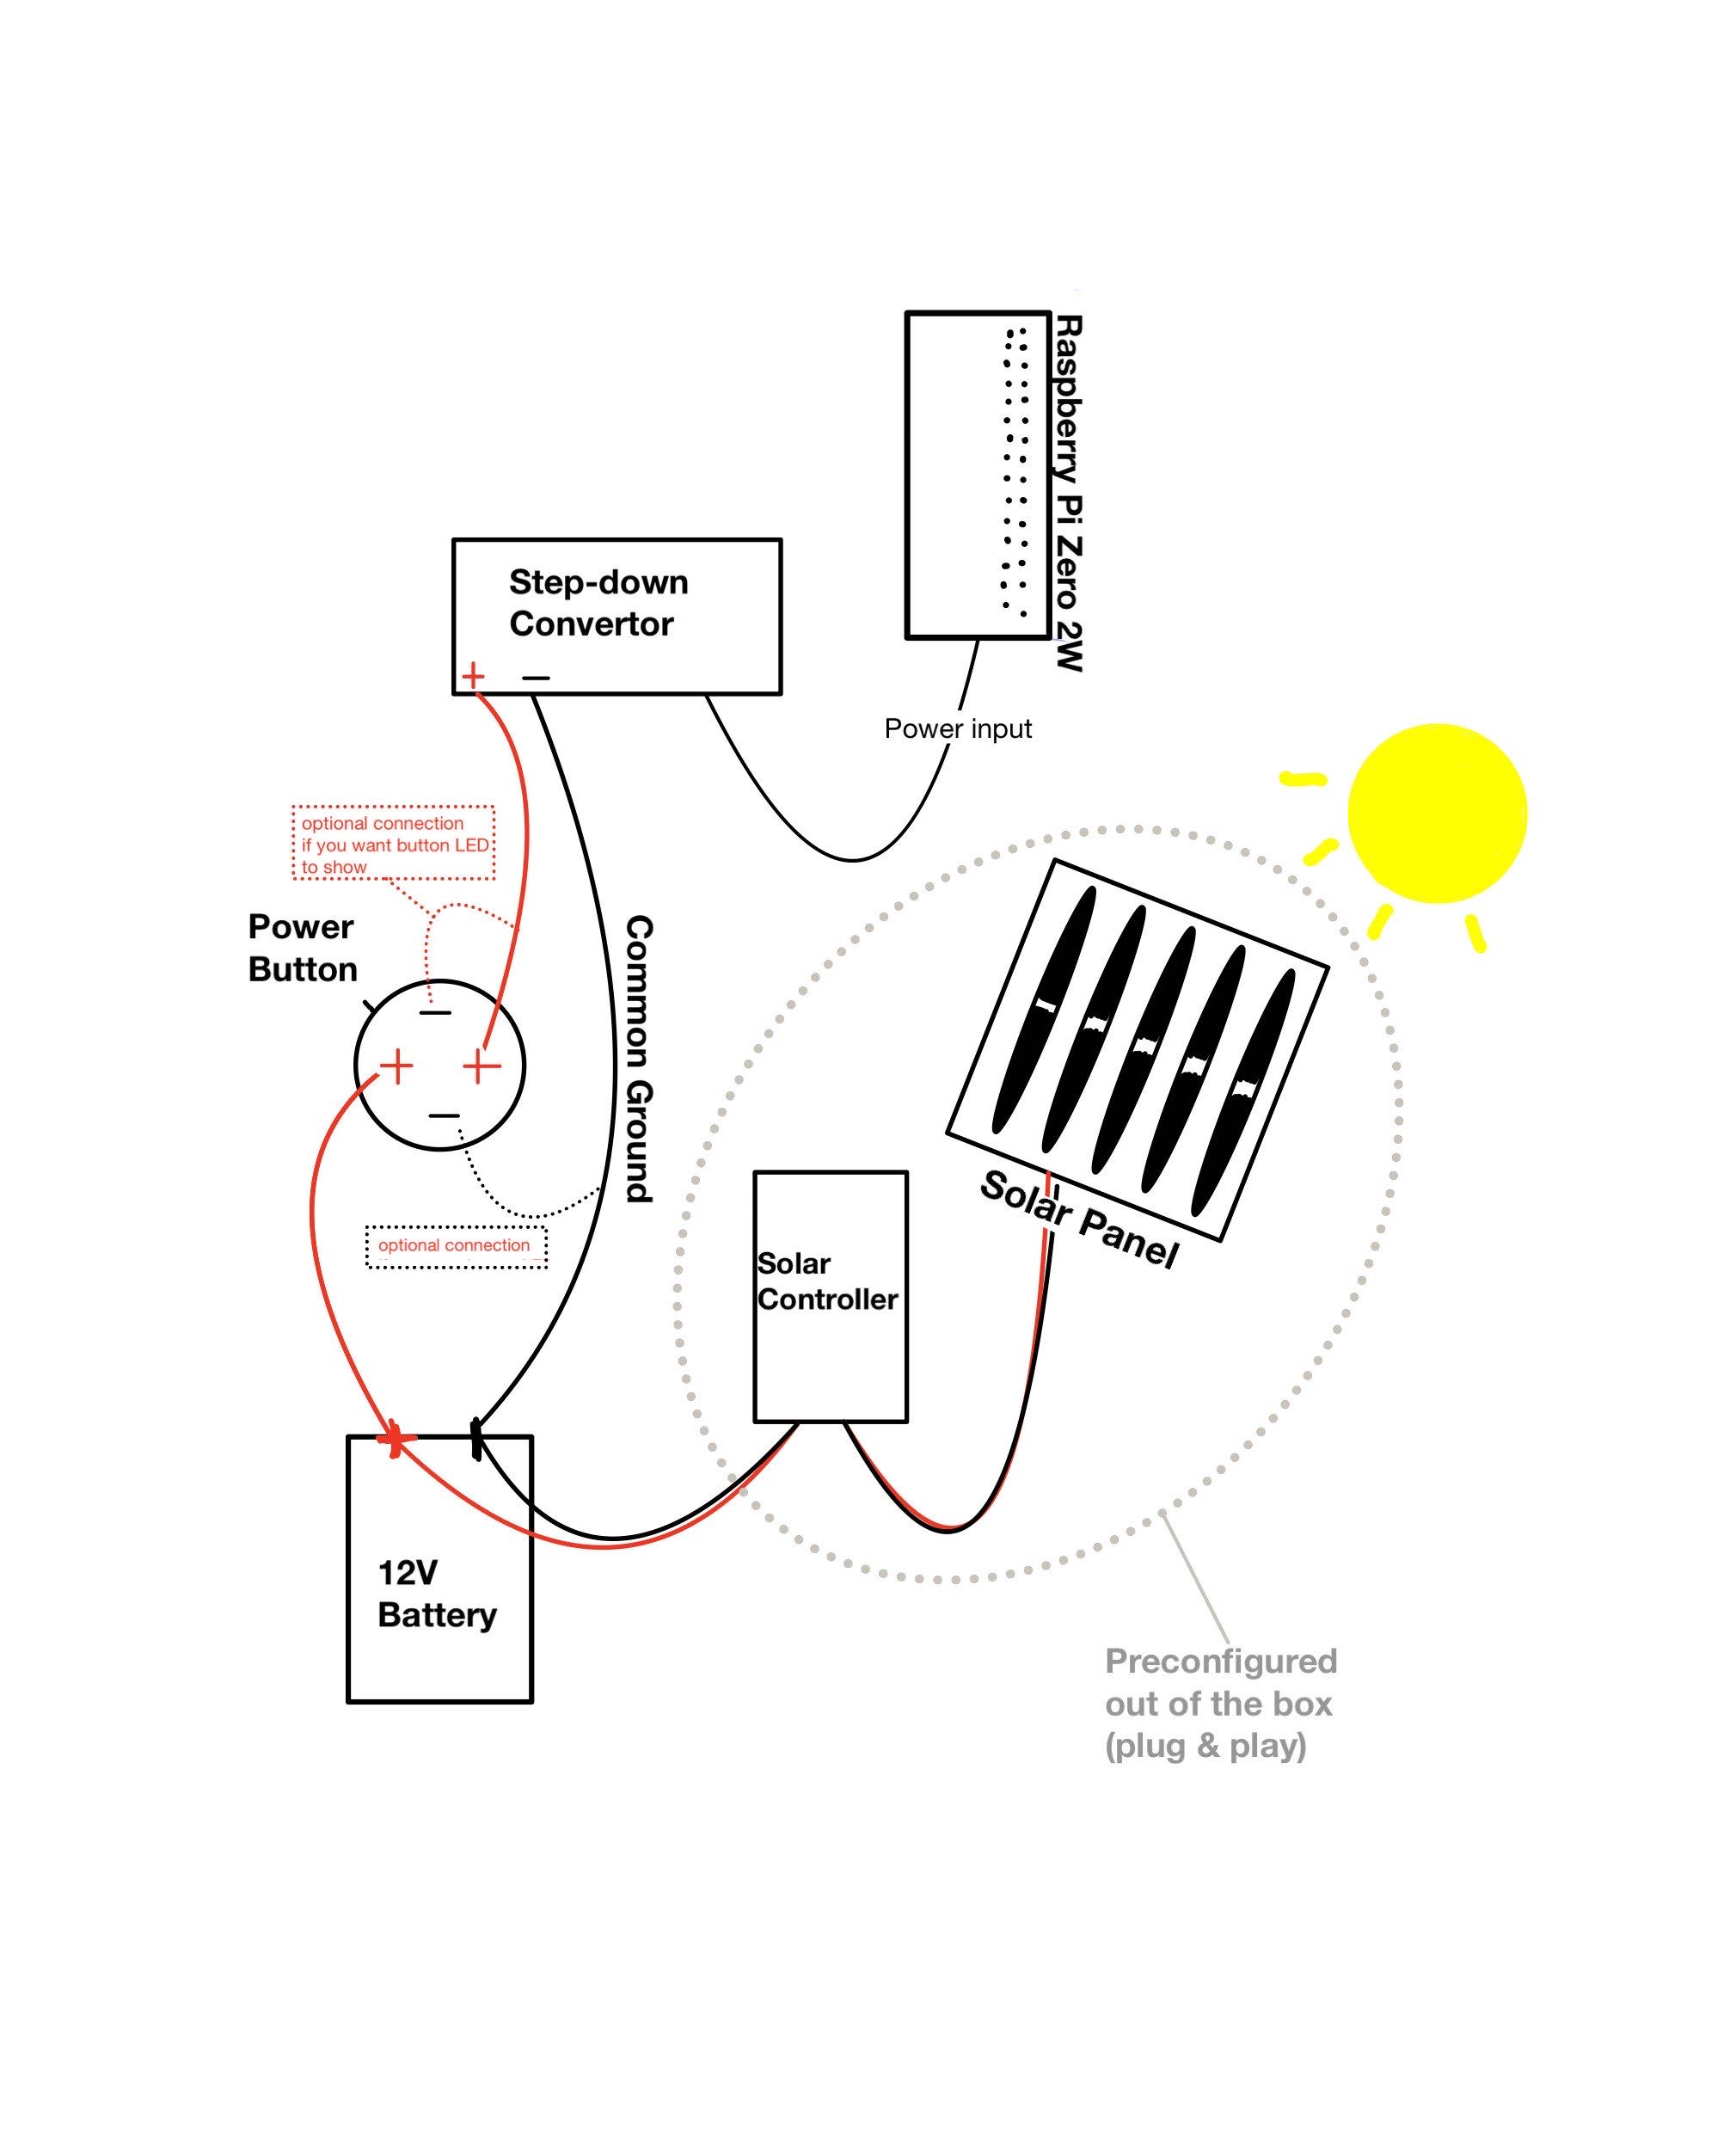 Raspberry Pi Zero 2W
Step-down
Convertor
+
—
Power input
optional connection
if you want button LED
to show
Power
Button
—
+ +
—
Common Ground
optional connection
Solar Panel
Solar
Controller
12V
Battery
Preconfigured
out of the box
(plug & play)